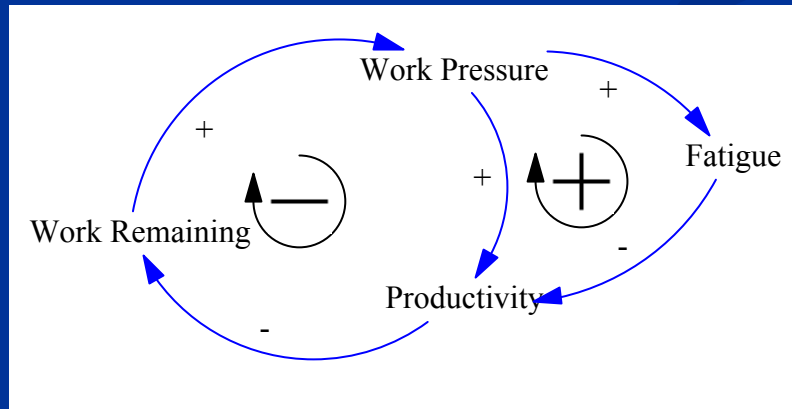 Work Pressure
+
+
Fatigue
+
+
-
Work Remaining
Productivity
-
-